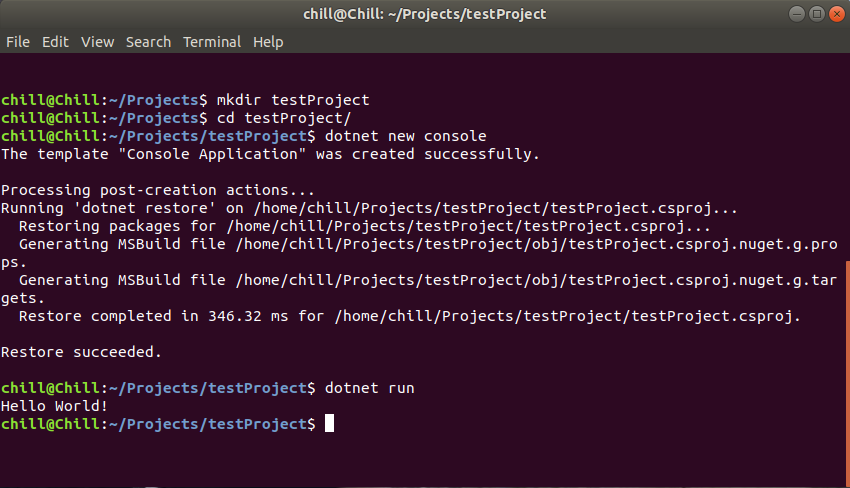 chill@Chill: ~/Projects/testProject
File Edit View Search Terminal Help
chill@Chill:~/Projects$ mkdir testProject
chill@Chill:~/Projects$ cd testProject/
chill@Chill:~/Projects/testProject$ dotnet new console
The template "Console Application" was created successfully.
Processing post-creation actions...
Running 'dotnet restore' on /home/chill/Projects/testProject/testProject.csproj...
  Restoring packages for /home/chill/Projects/testProject/testProject.csproj...
  Generating MSBuild file /home/chill/Projects/testProject/obj/testProject.csproj.nuget.g.pro
ps.
  Generating MSBuild file /home/chill/Projects/testProject/obj/testProject.csproj.nuget.g.tar
gets.
  Restore completed in 346.32 ms for /home/chill/Projects/testProject/testProject.csproj.
Restore succeeded.
chill@Chill:~/Projects/testProject$ dotnet run
Hello World!
chill@Chill:~/Projects/testProject$